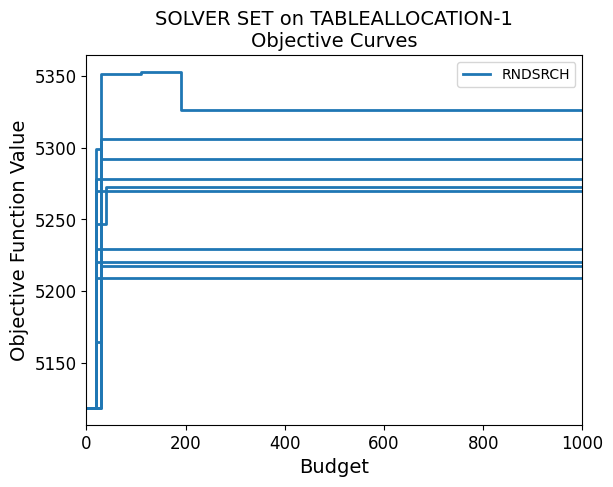 SOLVER SET on TABLEALLOCATION-1
Objective Curves
RNDSRCH
Objective Function Value
5350
5300
5250
5200
5150
0
200
400
600
800
1000
Budget